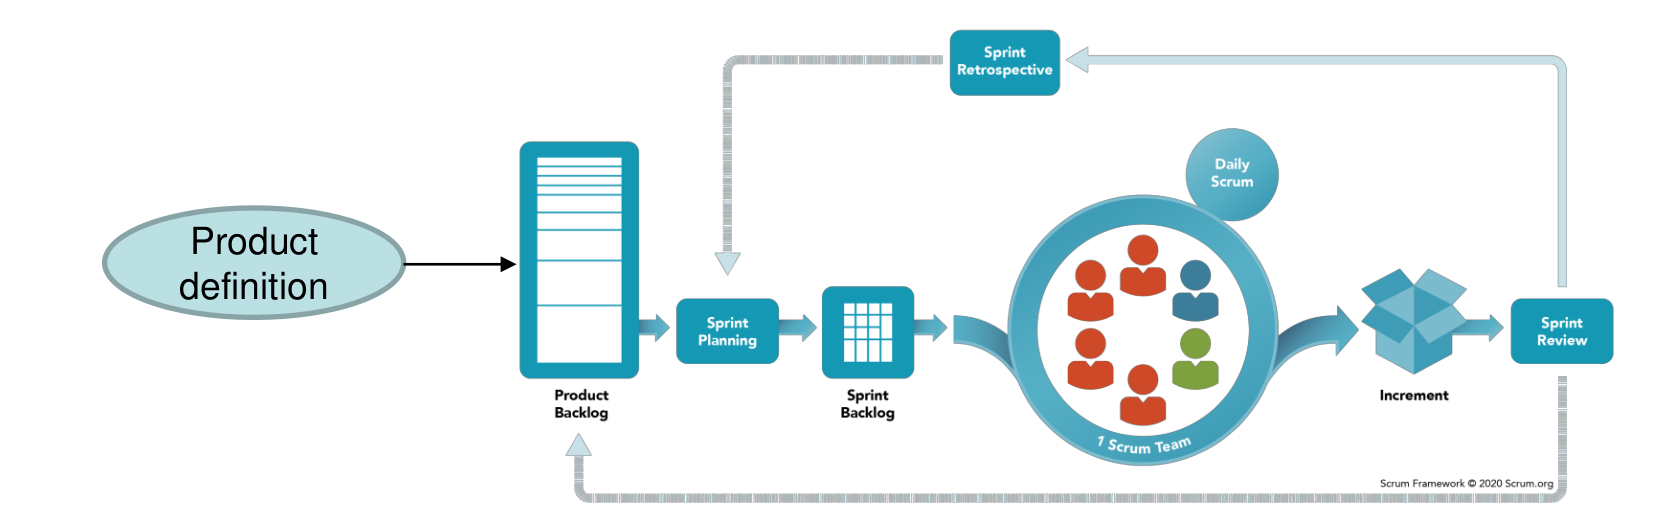 Sprint
Retrospective
Daily
Scrum
Product
definition
Sprint
Planning
Sprint
Review
Product
Backlog
Sprint
Backlog
Increment
1 Scrum Team
Scrum Framework © 2020 Scrum.org